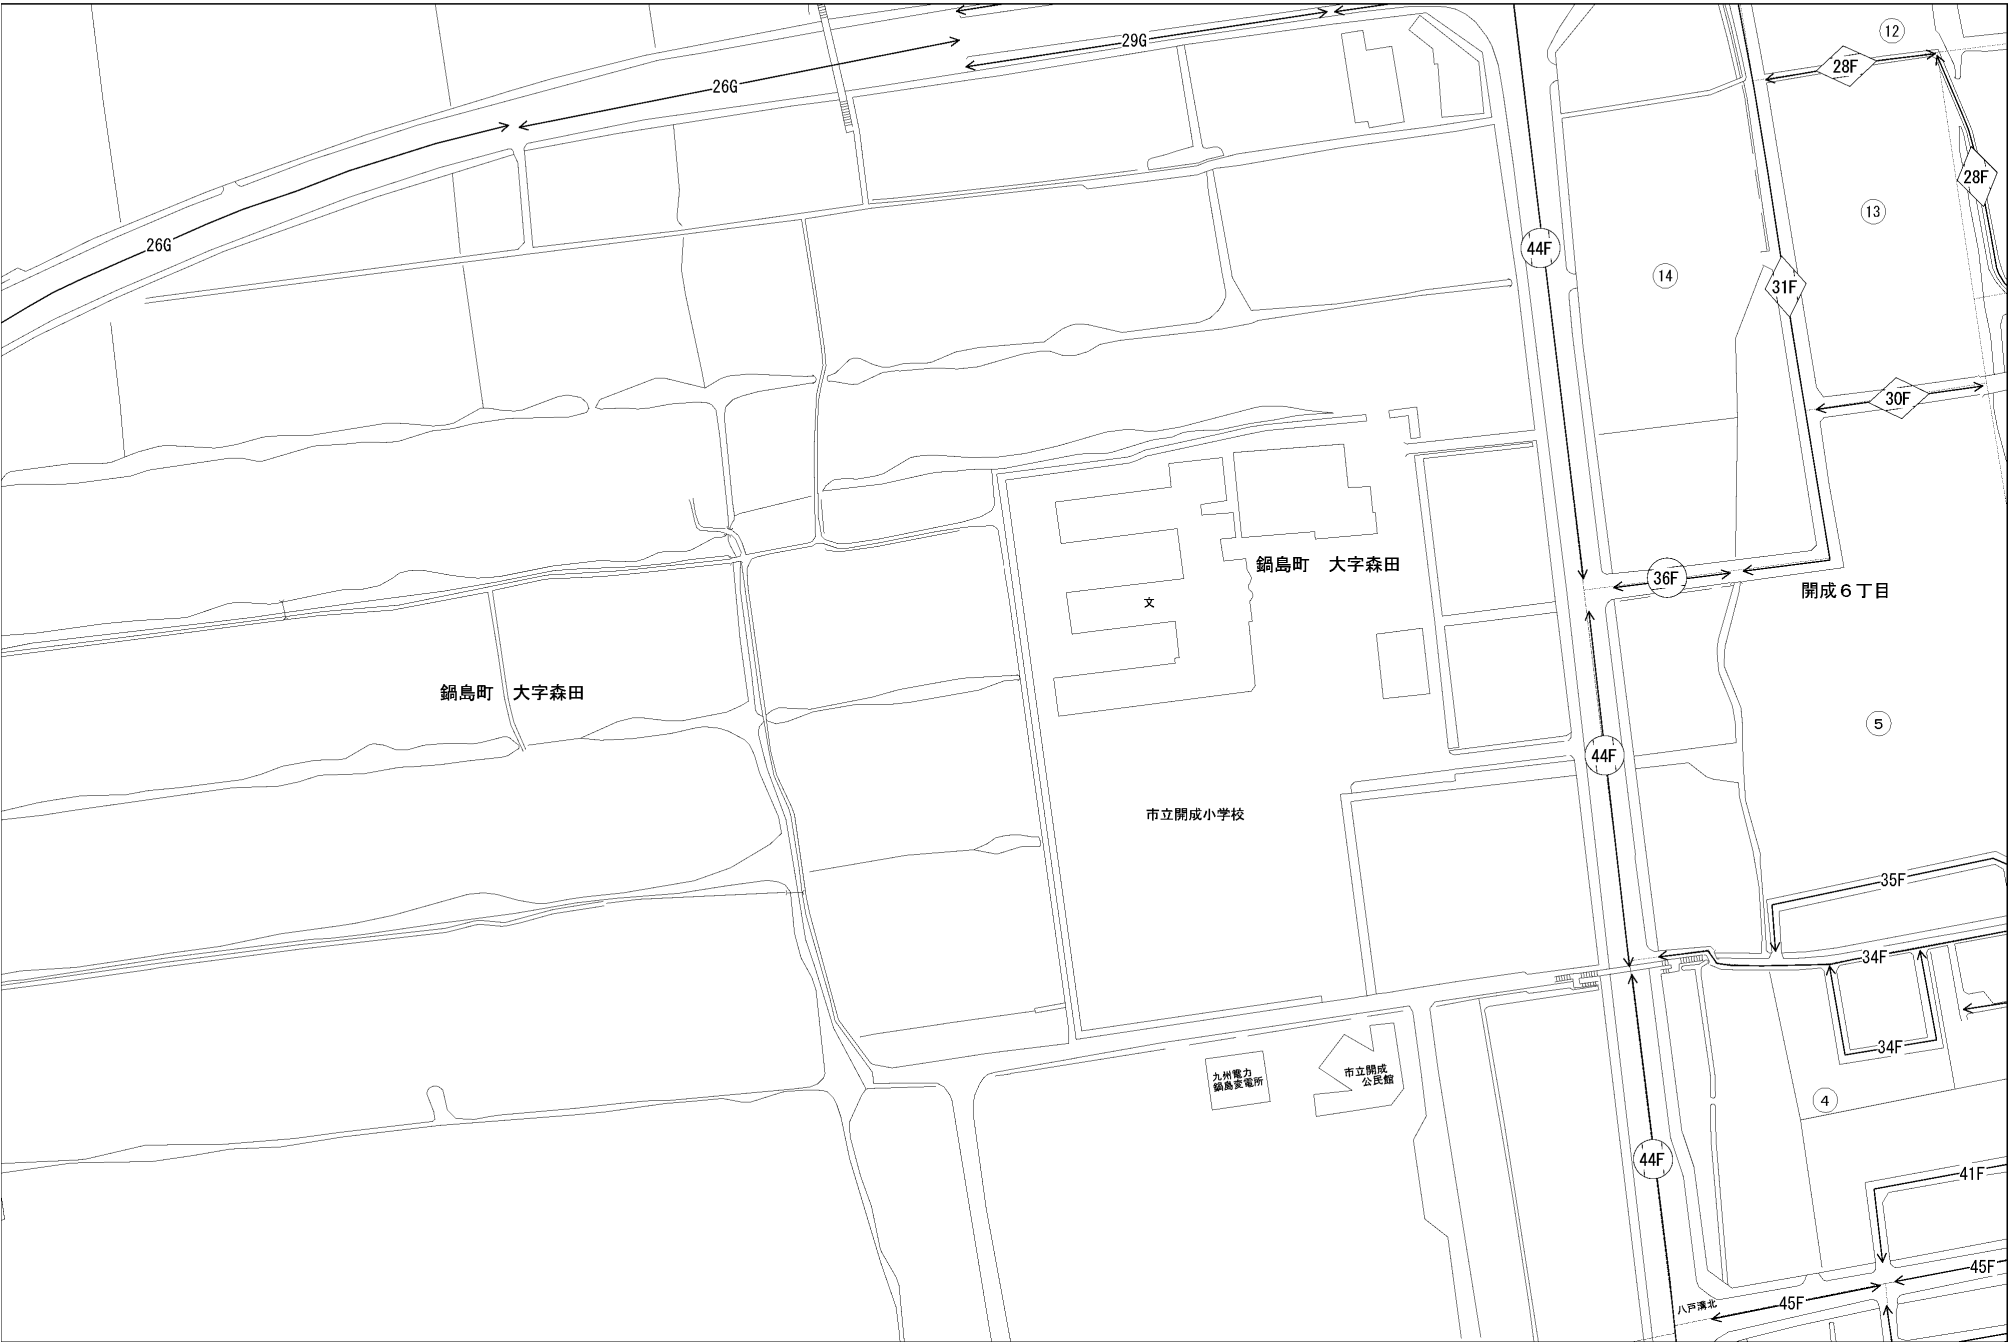 12
29G
28F
26G
28F
13
26G
44F
14
31F
30F
鍋島町 大字森田
36F
開成６丁目
文
鍋島町 大字森田
5
44F
市立開成小学校
35F
34F
34F
九州電力
鍋島変電所
市立開成
公民館
4
44F
41F
45F
45F
八戸溝北